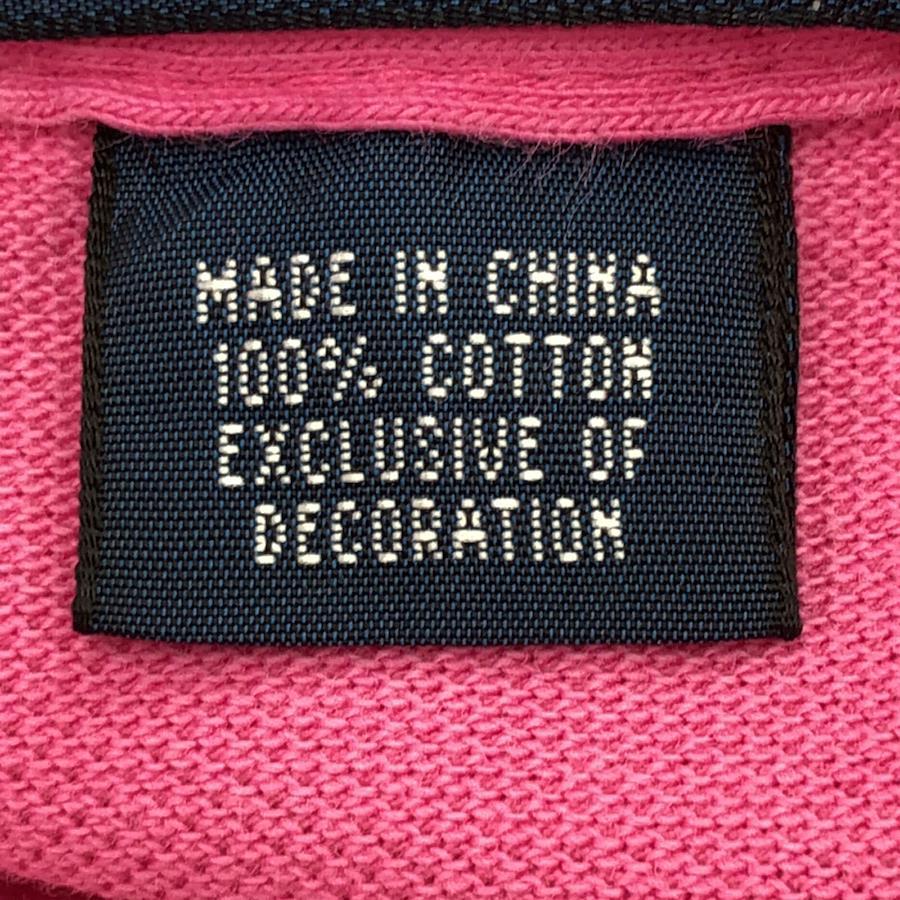 MADE IN CHINA
100% COTTON
EXCLUSIVE OF
DECORATION